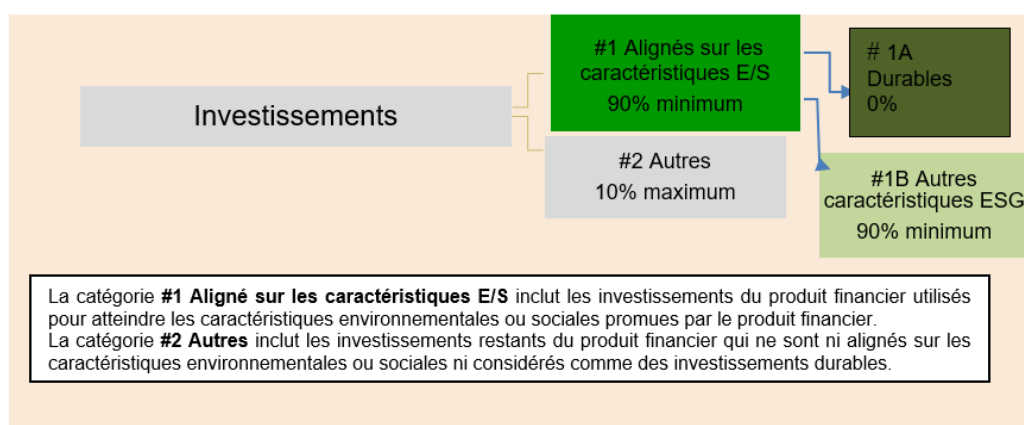 Investissements
#1 Alignés sur les
caractéristiques E/S
90% minimum
# 1A
Durables
0%
#2 Autres
10% maximum
#1B Autres
caractéristiques ESG
90% minimum
La catégorie #1 Aligné sur les caractéristiques E/S inclut les investissements du produit financier utilisés
pour atteindre les caractéristiques environnementales ou sociales promues par le produit financier.
La catégorie #2 Autres inclut les investissements restants du produit financier qui ne sont ni alignés sur les
caractéristiques environnementales ou sociales ni considérés comme des investissements durables.